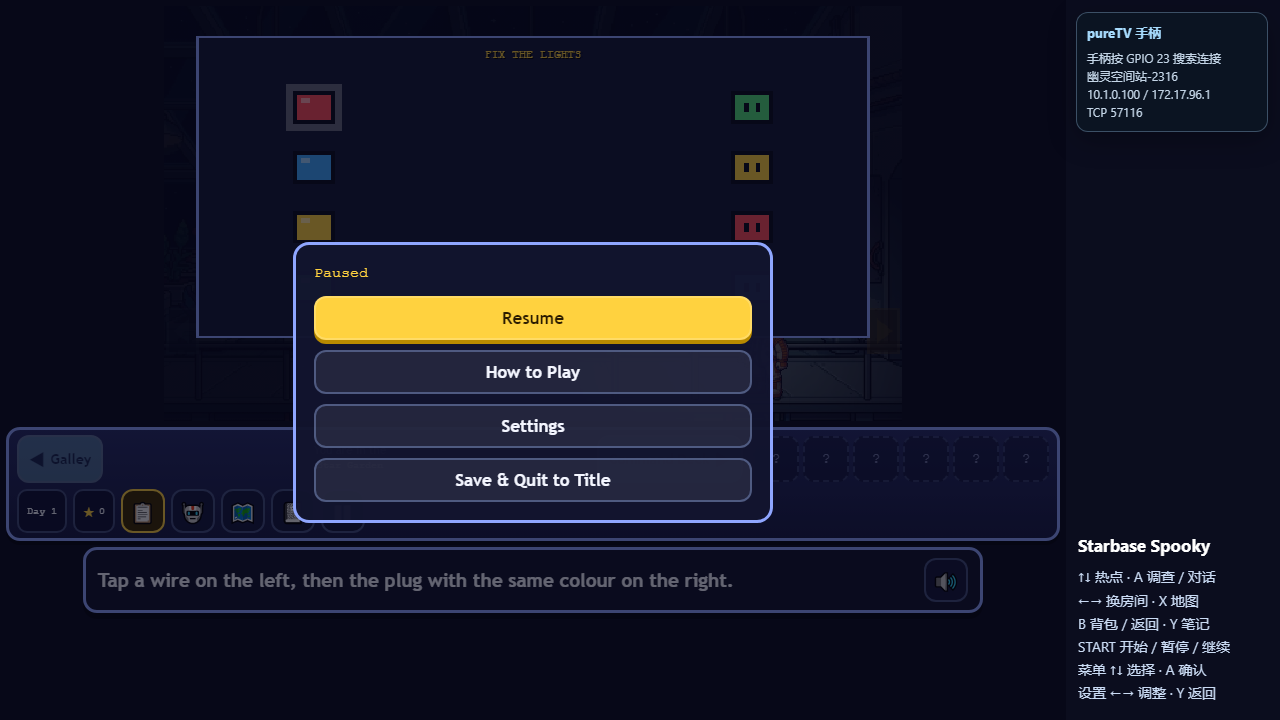 FIX THE LIGHTS
Paused
Resume
How to Play
Settings
Save & Quit to Title
Galley
? ? ? ? ? ?
Day 1
★ 0
Tap a wire on the left, then the plug with the same colour on the right.
pureTV 手柄
手柄按 GPIO 23 搜索连接
幽灵空间站-2316
10.1.0.100 / 172.17.96.1
TCP 57116
Starbase Spooky
↑↓ 热点 · A 调查 / 对话
←→ 换房间 · X 地图
B 背包 / 返回 · Y 笔记
START 开始 / 暂停 / 继续
菜单 ↑↓ 选择 · A 确认
设置 ←→ 调整 · Y 返回